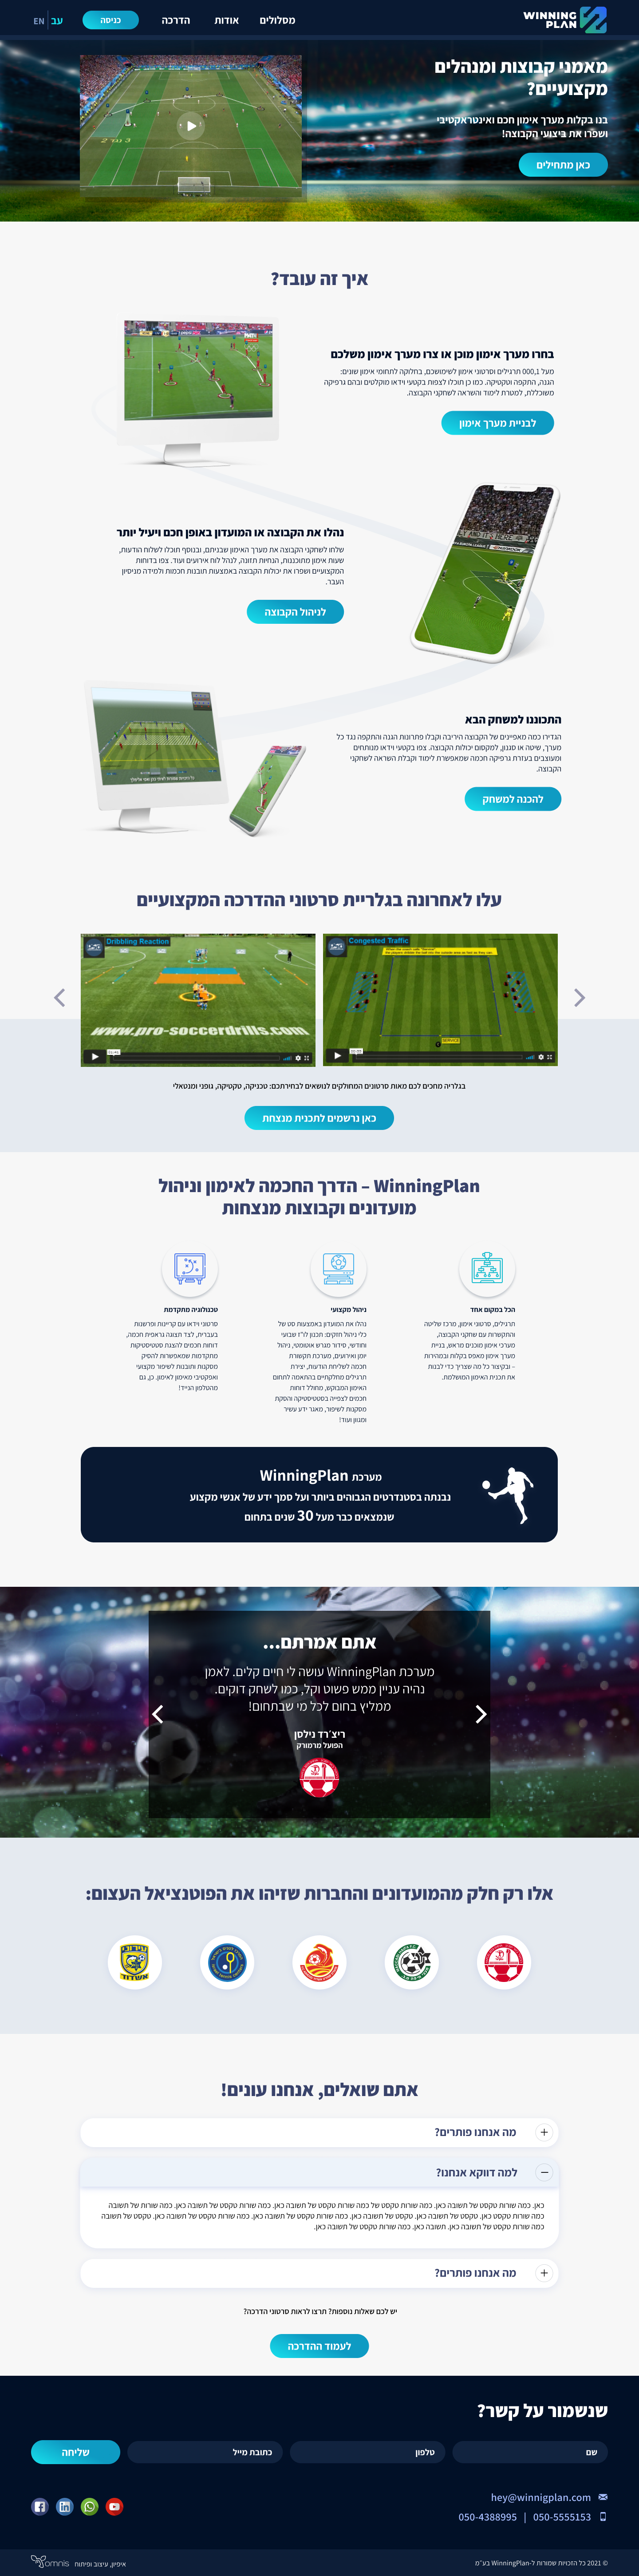 WINNING
PLAN
מסלולים
אודות
הדרכה
כניסה
עב
EN
מאמני קבוצות ומנהלים
מקצועיים?
בנו בקלות מערך אימון חכם ואינטראקטיבי
ושפרו את ביצועי הקבוצה!
כאן מתחילים
איך זה עובד?
בחרו מערך אימון מוכן או צרו מערך אימון משלכם
מעל 000,1 תרגילים וסרטוני אימון לשימושכם, בחלוקה לתחומי אימון שונים:
הגנה, התקפה וטקטיקה. כמו כן תוכלו לצפות בקטעי וידאו מוקלטים ובהם גרפיקה
משוכללת, למטרת לימוד והשראה לשחקני הקבוצה.
לבניית מערך אימון
נהלו את הקבוצה או המועדון באופן חכם ויעיל יותר
שלחו לשחקני הקבוצה את מערך האימון שבניתם, ובנוסף תוכלו לשלוח הודעות,
שעות אימון מתוכננות, הנחיות תזונה, לנהל לוח אירועים ועוד. צפו בדוחות
המקצועיים ושפרו את יכולות הקבוצה באמצעות תובנות חכמות ולמידה מניסיון
העבר.
לניהול הקבוצה
התכוננו למשחק הבא
הגדירו כמה מאפיינים של הקבוצה היריבה וקבלו פתרונות הגנה והתקפה נגד כל
מערך, שיטה או סגנון, למקסום יכולות הקבוצה. צפו בקטעי וידאו מנותחים
ומעוצבים בעזרת גרפיקה חכמה שמאפשרת לימוד וקבלת השראה לשחקני
הקבוצה.
להכנה למשחק
עלו לאחרונה בגלריית סרטוני ההדרכה המקצועיים
Congested Traffic
Dribbling Reaction
www.pro-soccerdrills.com
בגלריה מחכים לכם מאות סרטונים המחולקים לנושאים לבחירתכם: טכניקה, טקטיקה, גופני ומנטאלי
כאן נרשמים לתכנית מנצחת
WinningPlan – הדרך החכמה לאימון וניהול
מועדונים וקבוצות מנצחות
הכל במקום אחד
תרגילים, סרטוני אימון, מרכז שליטה
והתקשרות עם שחקני הקבוצה,
מערכי אימון מוכנים מראש, בניית
מערך אימון מאפס בקלות ובמהירות
– ובקיצור כל מה שצריך כדי לבנות
את תכנית האימון המושלמת.
ניהול מקצועי
נהלו את המועדון באמצעות סט של
כלי ניהול חזקים: תכנון לו"ז שבועי
וחודשי, סידור מגרש אוטומטי, ניהול
יומן ואירועים, מערכת תקשורת
חכמה לשליחת הודעות, יצירת
תרגילים מחלקתיים בהתאמה לתחום
האימון המבוקש, מחולל דוחות
חכמים לצפייה בסטטיסטיקה והסקת
מסקנות לשיפור, מאגר ידע עשיר
ומגוון ועוד!
טכנולוגיה מתקדמת
סרטוני וידאו עם קריינות ופרשנות
בעברית, לצד תצוגה גראפית חכמה,
דוחות חכמים להצגת סטטיסטיקות
מתקדמות שמאפשרות להסיק
מסקנות ותובנות לשיפור מקצועי
ואפקטיבי מאימון לאימון. כן, גם
מהטלפון הנייד!
מערכת WinningPlan
נבנתה בסטנדרטים הגבוהים ביותר ועל סמך ידע של אנשי מקצוע
שנמצאים כבר מעל 30 שנים בתחום
אתם אמרתם...
מערכת WinningPlan עושה לי חיים קלים. לאמן
נהיה עניין ממש פשוט וקל, כמו לשחק דוקים.
ממליץ בחום לכל מי שבתחום!
ריצ׳רד נילסן
הפועל מרמורק
אלו רק חלק מהמועדונים והחברות שזיהו את הפוטנציאל העצום:
עירוני
אשדוד
אתם שואלים, אנחנו עונים!
מה אנחנו פותרים?
למה דווקא אנחנו?
כאן. כמה שורות טקסט של תשובה כאן. כמה שורות טקסט של כמה שורות טקסט של תשובה כאן. כמה שורות טקסט של תשובה כאן. כמה שורות של תשובה
כמה שורות טקסט כאן. טקסט של תשובה כאן. טקסט של תשובה כאן. כמה שורות טקסט של תשובה כאן. כמה שורות טקסט של תשובה כאן. טקסט של תשובה
כמה שורות טקסט של תשובה כאן. תשובה כאן. כמה שורות טקסט של תשובה כאן.
מה אנחנו פותרים?
יש לכם שאלות נוספות? תרצו לראות סרטוני הדרכה?
לעמוד ההדרכה
שנשמור על קשר?
שם
טלפון
כתובת מייל
שליחה
hey@winnigplan.com
050-4388995 | 050-5555153
© 2021 כל הזכויות שמורות ל-WinningPlan בע״מ
איפיון, עיצוב ופיתוח
omnis